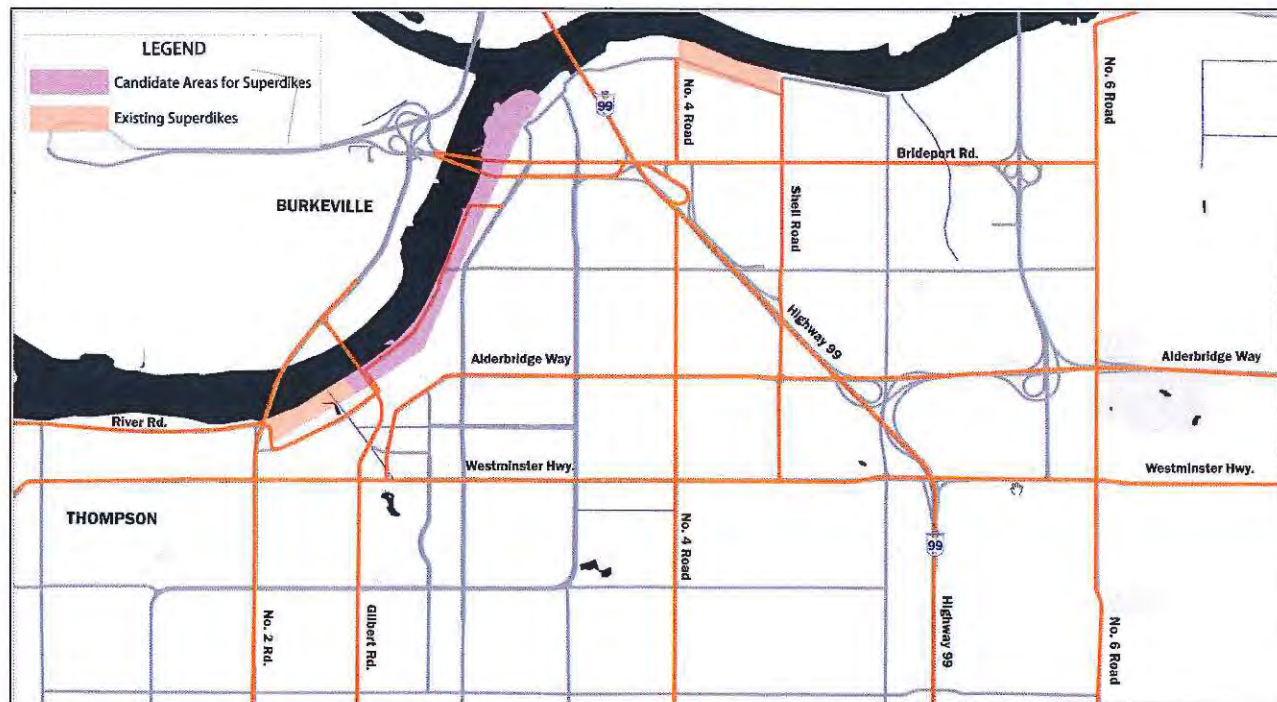 LEGEND
Candidate Areas for Superdikes
Existing Superdikes
99
No. 4 Road
No. 6 Road
Brideport Rd.
BURKEVILLE
Shell Road
Highway 99
Alderbridge Way
Alderbridge Way
River Rd.
Westminster Hwy.
Westminster Hwy.
THOMPSON
No. 4 Road
99
No. 2 Rd.
Gilbert Rd.
Highway 99
No. 6 Road